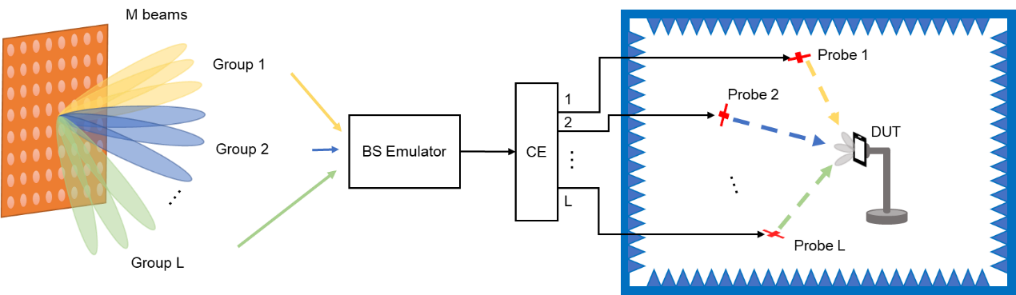 M beams
Group 1
Group 2
Group L
BS Emulator
CE
1
2
L
Probe 1
Probe 2
DUT
Probe L